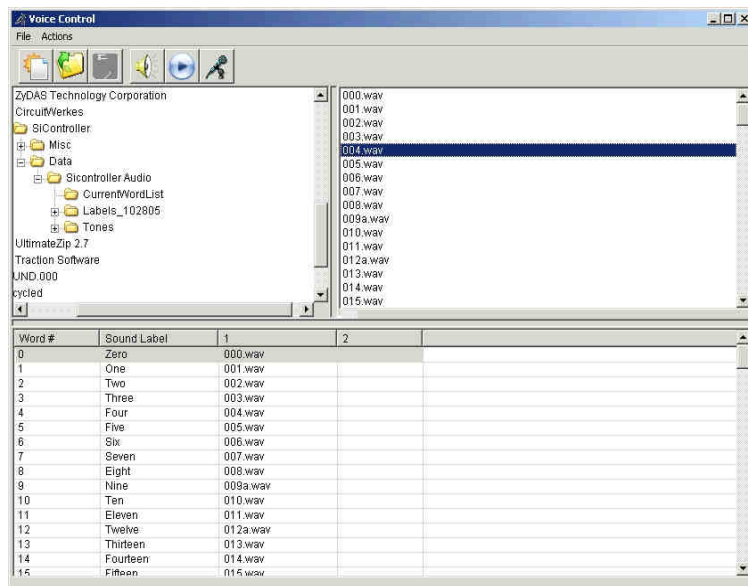 Voice Control
File Actions
ZyDAS Technology Corporation
CircuitWerkes
SiController
Misc
Data
Sicontroller Audio
CurrentWordList
Labels_102805
Tones
UltimateZip 2.7
Traction Software
UND.000
cycled
000.wav
001.wav
002.wav
003.wav
004.wav
005.wav
006.wav
007.wav
008.wav
009a.wav
010.wav
011.wav
012a.wav
013.wav
014.wav
015.wav
Word # Sound Label 1 2
0 Zero 000.wav
1 One 001.wav
2 Two 002.wav
3 Three 003.wav
4 Four 004.wav
5 Five 005.wav
6 Six 006.wav
7 Seven 007.wav
8 Eight 008.wav
9 Nine 009a.wav
10 Ten 010.wav
11 Eleven 011.wav
12 Twelve 012a.wav
13 Thirteen 013.wav
14 Fourteen 014.wav
15 Fifteen 015.wav